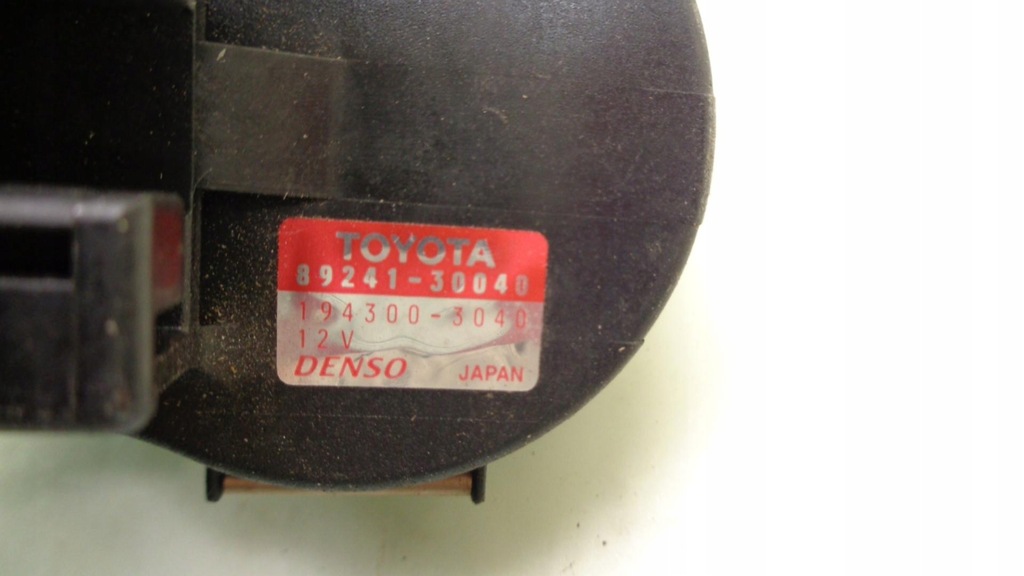 TOYOTA
89241-30040
194300-3040
12V
DENSO JAPAN